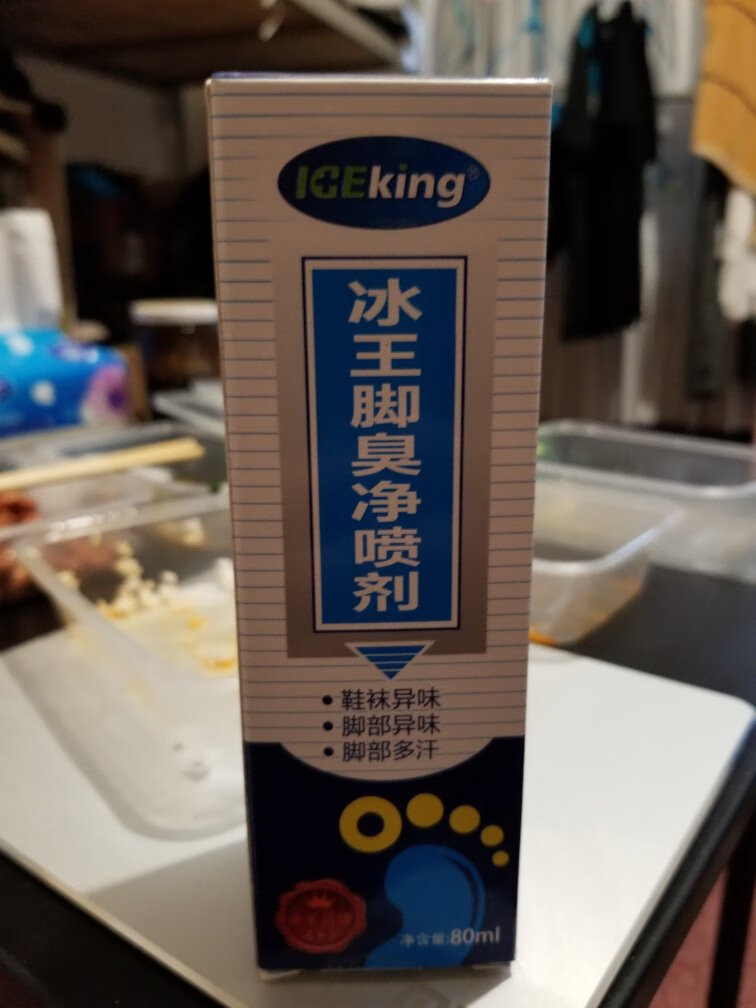 ICEking®
冰王脚臭净喷剂
• 鞋袜异味
• 脚部异味
• 脚部多汗
净含量:80ml